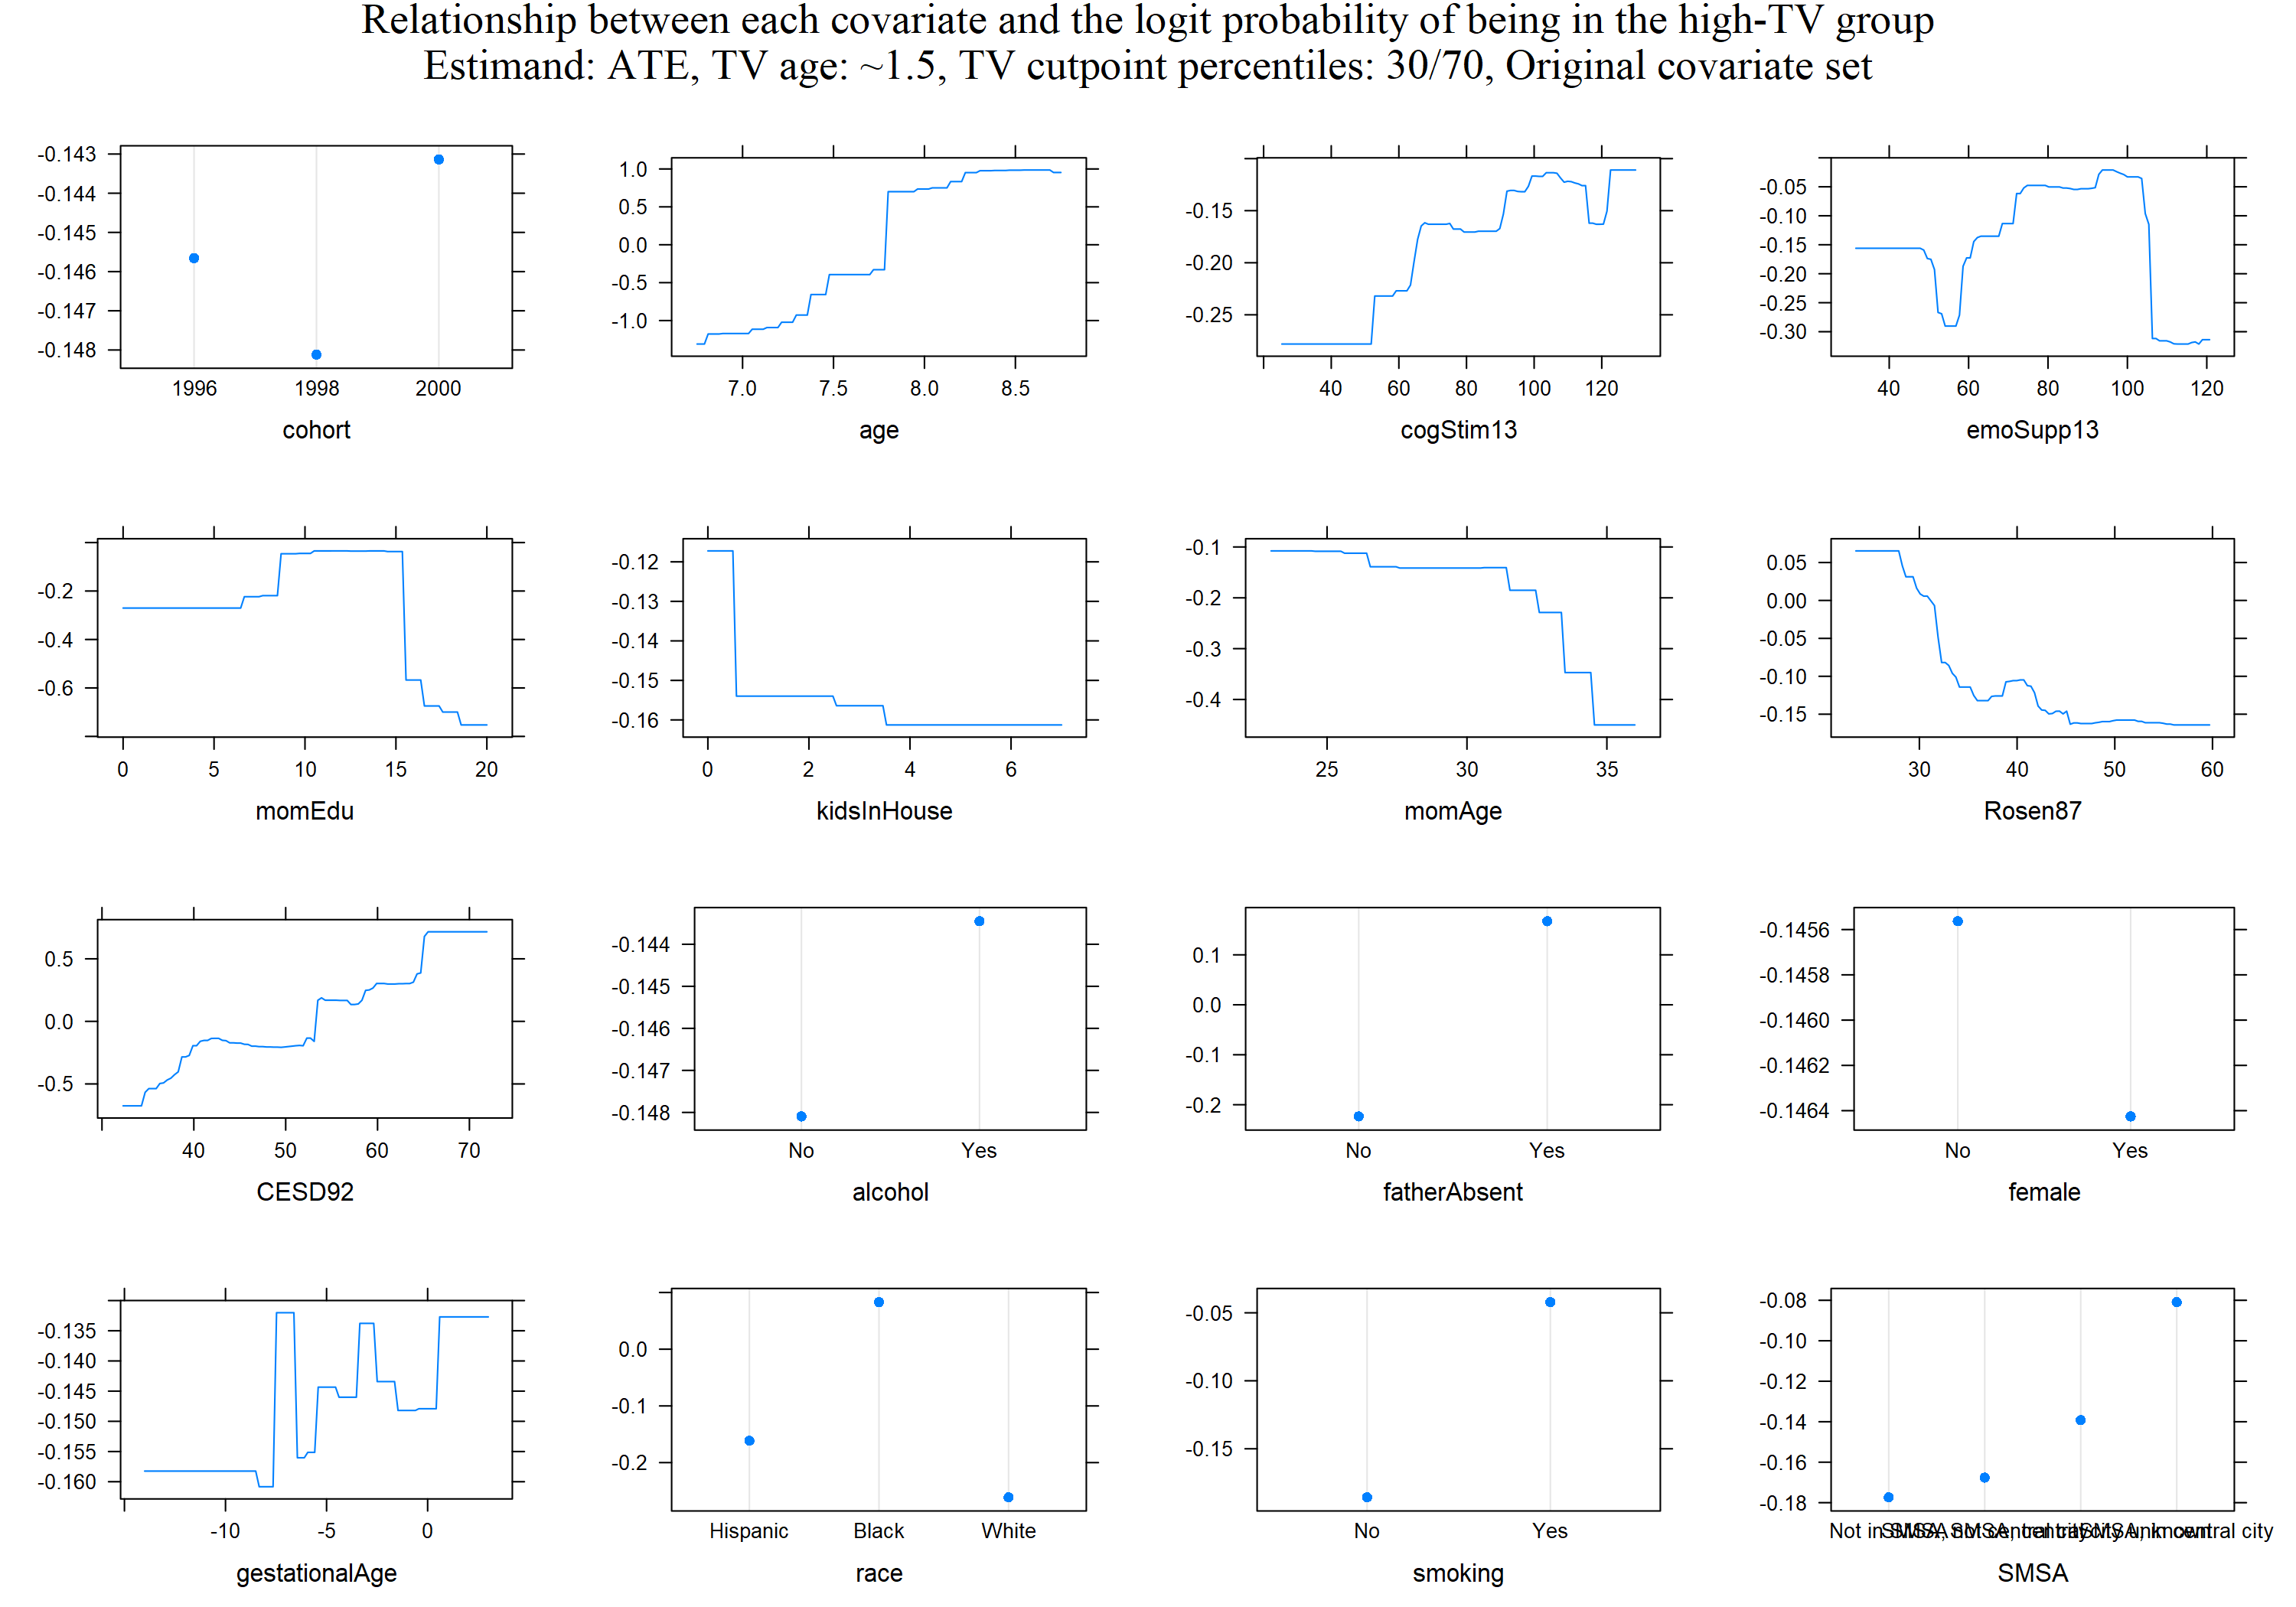 Relationship between each covariate and the logit probability of being in the high-TV group
Estimand: ATE, TV age: ~1.5, TV cutpoint percentiles: 30/70, Original covariate set
-0.143
-0.144
-0.145
-0.146
-0.147
-0.148
1996 1998 2000
cohort
1.0
0.5
0.0
-0.5
-1.0
7.0 7.5 8.0 8.5
age
-0.15
-0.20
-0.25
40 60 80 100 120
cogStim13
-0.05
-0.10
-0.15
-0.20
-0.25
-0.30
40 60 80 100 120
emoSupp13
-0.2
-0.4
-0.6
0 5 10 15 20
momEdu
-0.12
-0.13
-0.14
-0.15
-0.16
0 2 4 6
kidsInHouse
-0.1
-0.2
-0.3
-0.4
25 30 35
momAge
0.05
0.00
-0.05
-0.10
-0.15
30 40 50 60
Rosen87
0.5
0.0
-0.5
40 50 60 70
CESD92
-0.144
-0.145
-0.146
-0.147
-0.148
No Yes
alcohol
0.1
0.0
-0.1
-0.2
No Yes
fatherAbsent
-0.1456
-0.1458
-0.1460
-0.1462
-0.1464
No Yes
female
-0.135
-0.140
-0.145
-0.150
-0.155
-0.160
-10 -5 0
gestationalAge
0.0
-0.1
-0.2
Hispanic Black White
race
-0.05
-0.10
-0.15
No Yes
smoking
-0.08
-0.10
-0.12
-0.14
-0.16
-0.18
Not in SMSA central city
SMSA